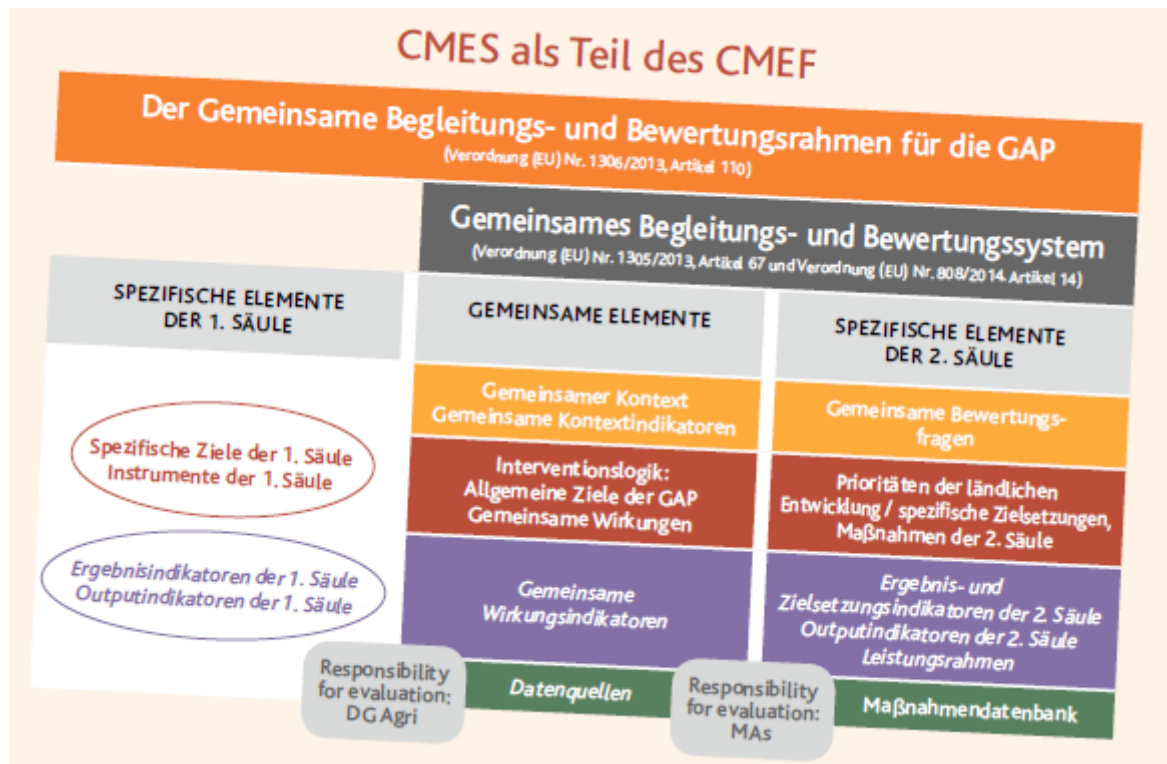 CMES als Teil des CMEF
Der Gemeinsame Begleitungs- und Bewertungsrahmen für die GAP
(Verordnung (EU) Nr. 1306/2013, Artikel 110)
Gemeinsames Begleitungs- und Bewertungssystem
(Verordnung (EU) Nr. 1305/2013, Artikel 67 und Verordnung (EU) Nr. 808/2014. Artikel 14)
SPEZIFISCHE ELEMENTE
DER 1. SÄULE
GEMEINSAME ELEMENTE
SPEZIFISCHE ELEMENTE
DER 2. SÄULE
Spezifische Ziele der 1. Säule
Instrumente der 1. Säule
Gemeinsamer Kontext
Gemeinsame Kontextindikatoren
Gemeinsame Bewertungs-
fragen
Interventionslogik:
Allgemeine Ziele der GAP
Gemeinsame Wirkungen
Prioritäten der ländlichen
Entwicklung / spezifische Zielsetzungen,
Maßnahmen der 2. Säule
Ergebnisindikatoren der 1. Säule
Outputindikatoren der 1. Säule
Gemeinsame
Wirkungsindikatoren
Ergebnis- und
Zielsetzungsindikatoren der 2. Säule
Outputindikatoren der 2. Säule
Leistungsrahmen
Responsibility
for evaluation:
DG Agri
Datenquellen
Responsibility
for evaluation:
MAs
Maßnahmendatenbank